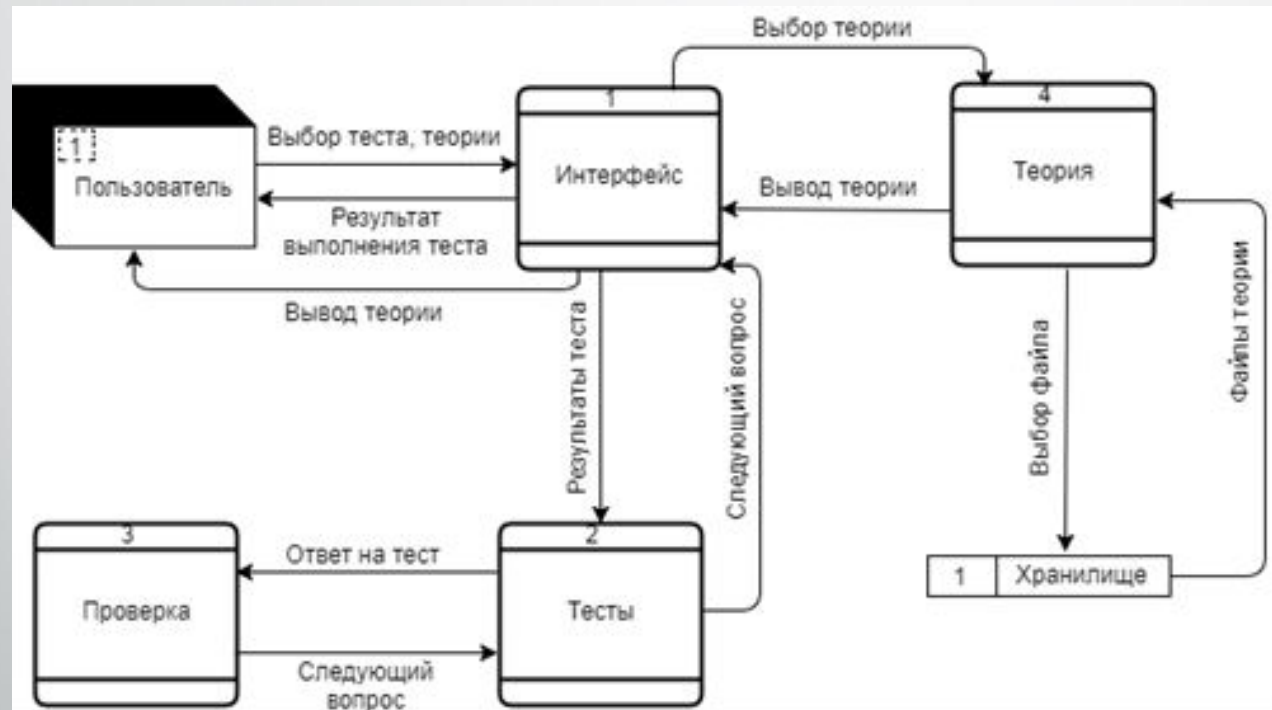 Выбор теории
1
4
1
Выбор теста, теории
Пользователь
Интерфейс
Теория
Вывод теории
Результат
выполнения теста
Вывод теории
Результаты теста
Следующий вопрос
Выбор файла
Файлы теории
3
2
Ответ на тест
1
Хранилище
Проверка
Тесты
Следующий
вопрос